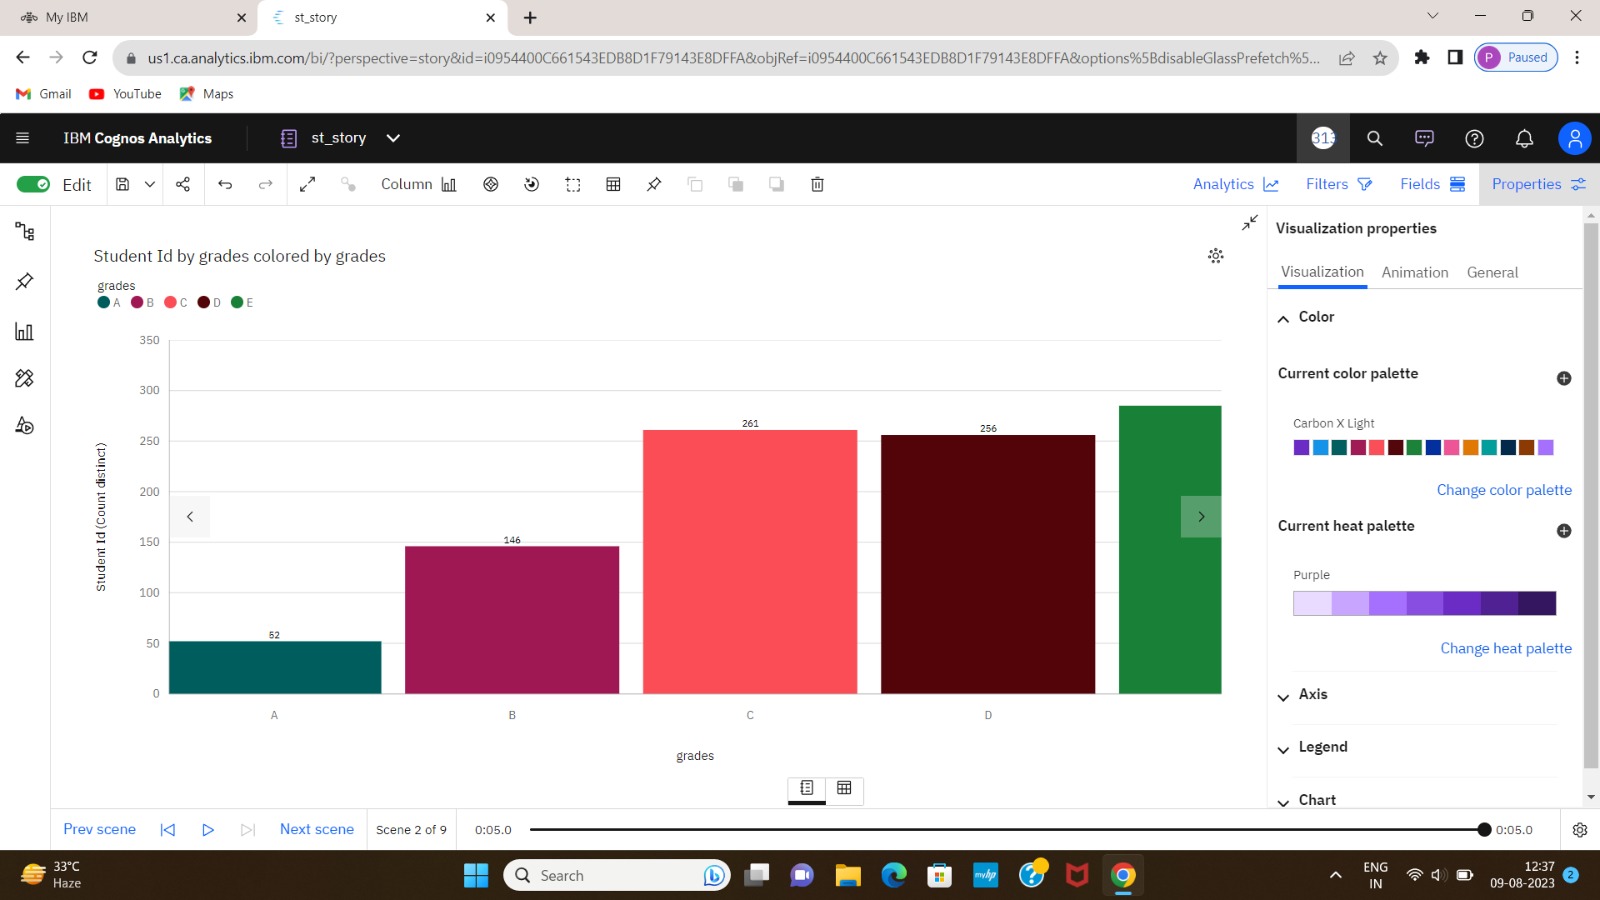 My IBM
st_story
us1.ca.analytics.ibm.com/bi/?perspective=story&id=i0954400C661543EDB8D1F79143E8DFFA&objRef=i0954400C661543EDB8D1F79143E8DFFA&options%5BdisableGlassPrefetch%5...
P Paused
Gmail YouTube Maps
IBM Cognos Analytics st_story 313
Edit Column Analytics Filters Fields Properties
Visualization properties
Visualization Animation General
Color
Current color palette
Carbon X Light
Change color palette
Current heat palette
Purple
Change heat palette
Axis
Legend
Chart
Student Id by grades colored by grades
grades
A B C D E
350
300
250
200
150
100
50
0
Student Id (Count distinct)
52
146
261
256
A B C D
grades
Prev scene Next scene Scene 2 of 9 0:05.0 0:05.0
33°C
Haze
Search
myhp
ENG
IN
12:37
09-08-2023
2